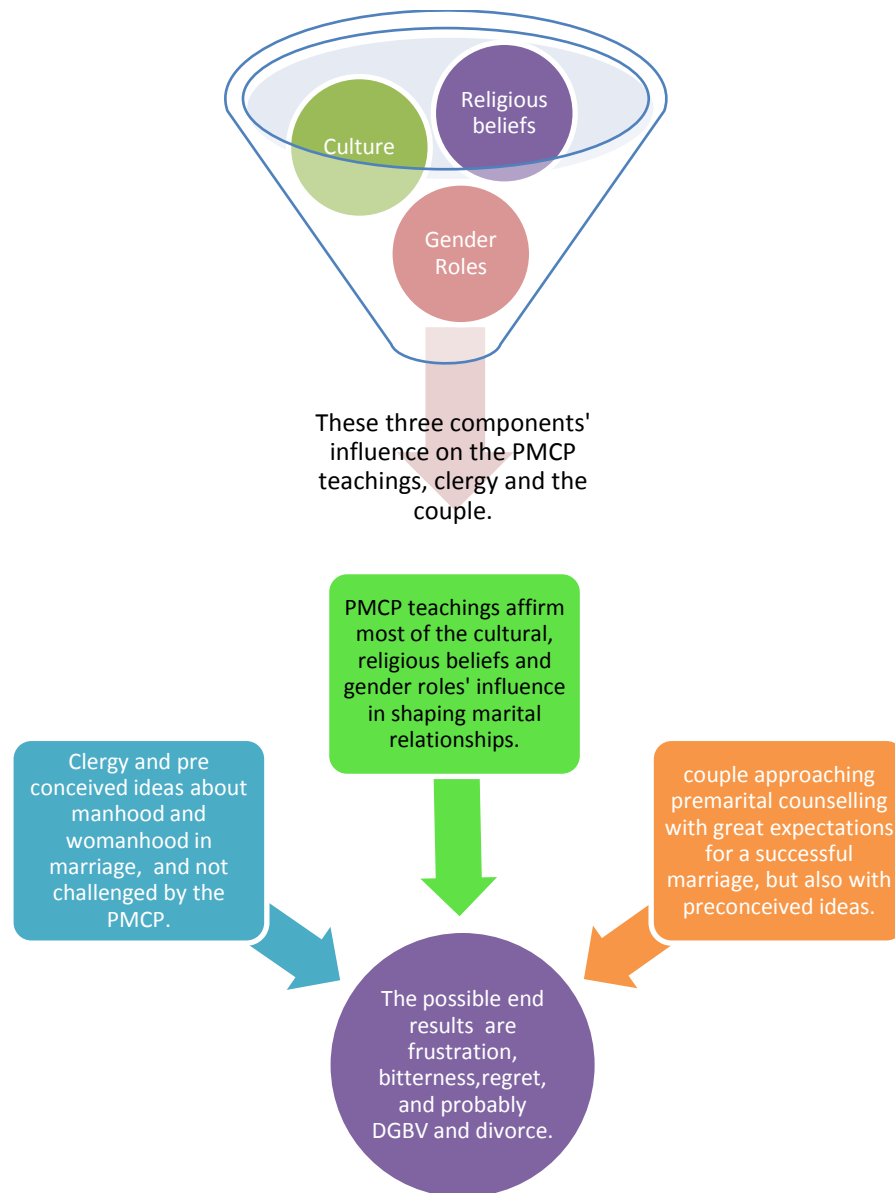 Religious
beliefs
Culture
Gender
Roles
These three components'
influence on the PMCP
teachings, clergy and the
couple.
PMCP teachings affirm
most of the cultural,
religious beliefs and
gender roles' influence
in shaping marital
relationships.
Clergy and pre
conceived ideas about
manhood and
womanhood in
marriage,  and not
challenged by the
PMCP.
couple approaching
premarital counselling
with great expectations
for a successful
marriage, but also with
preconceived ideas.
The possible end
results  are
frustration,
bitterness,regret,
and probably
DGBV and divorce.